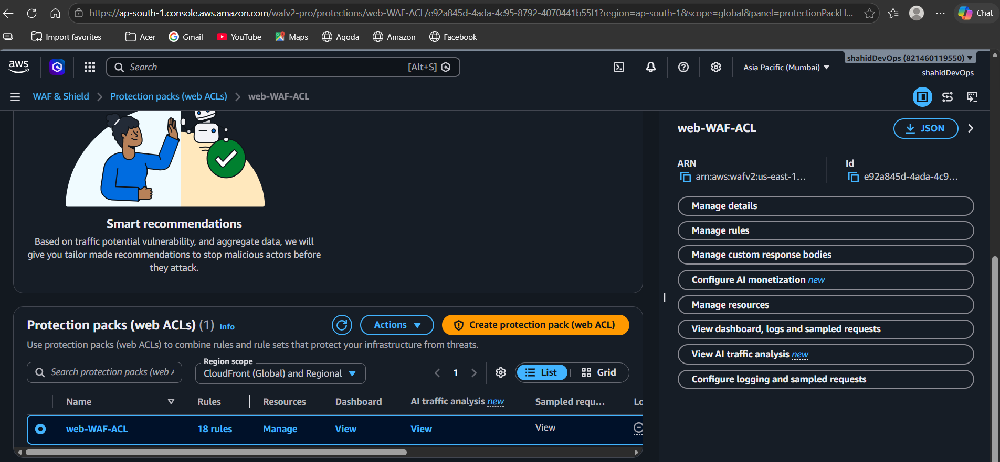 https://ap-south-1.console.aws.amazon.com/wafv2-pro/protections/web-WAF-ACL/e92a845d-4ada-4c95-8792-4070441b55f1?region=ap-south-1&scope=global&panel=protectionPackH...
Chat
Import favorites
Acer
Gmail
YouTube
Maps
Agoda
Amazon
Facebook
aws
Search
[Alt+S]
Asia Pacific (Mumbai)
shahidDevOps (821460119550)
shahidDevOps
WAF & Shield
Protection packs (web ACLs)
web-WAF-ACL
Smart recommendations
Based on traffic potential vulnerability, and aggregate data, we will
give you tailor made recommendations to stop malicious actors before
they attack.
Protection packs (web ACLs) (1) Info
Actions
Create protection pack (web ACL)
Use protection packs (web ACLs) to combine rules and rule sets that protect your infrastructure from threats.
Search protection packs (web
Region scope
CloudFront (Global) and Regional
1
List
Grid
Name
Rules
Resources
Dashboard
AI traffic analysis new
Sampled requ...
web-WAF-ACL
18 rules
Manage
View
View
View
web-WAF-ACL
JSON
ARN
arn:aws:wafv2:us-east-1...
Id
e92a845d-4ada-4c9...
Manage details
Manage rules
Manage custom response bodies
Configure AI monetization new
Manage resources
View dashboard, logs and sampled requests
View AI traffic analysis new
Configure logging and sampled requests